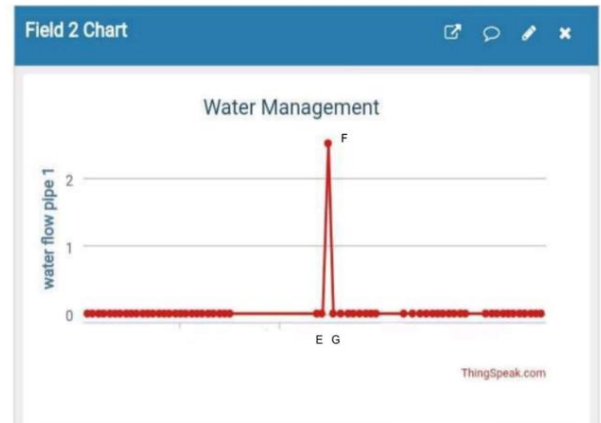 Field 2 Chart
Water Management
F
water flow pipe 1
2
1
0
E G
ThingSpeak.com